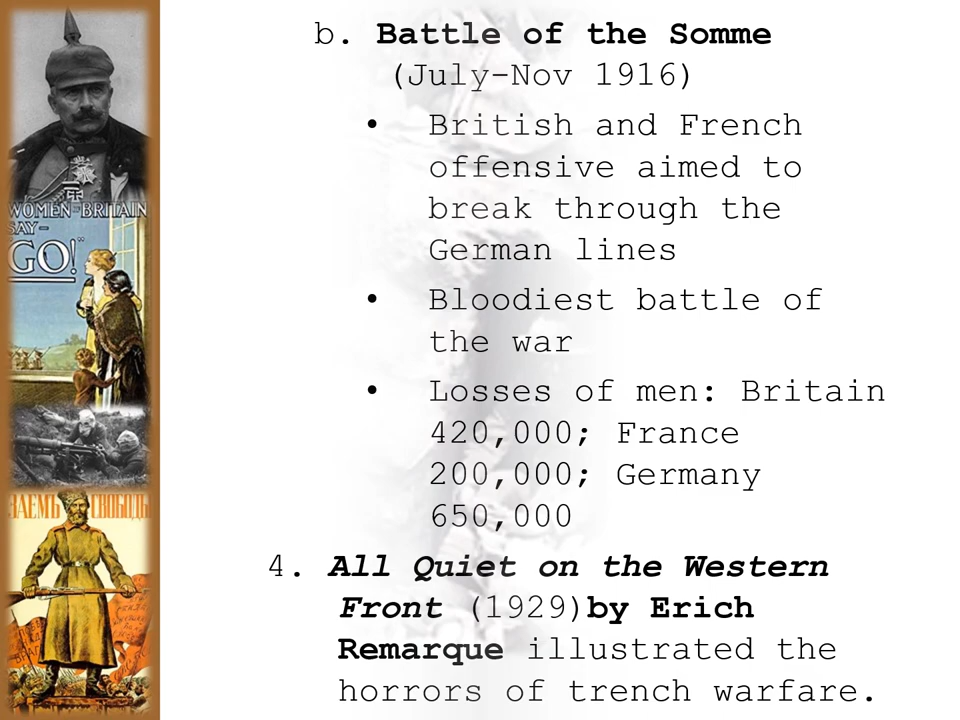 b. Battle of the Somme
(July-Nov 1916)
• British and French
offensive aimed to
break through the
German lines
• Bloodiest battle of
the war
• Losses of men: Britain
420,000; France
200,000; Germany
650,000
4. All Quiet on the Western
Front (1929)by Erich
Remarque illustrated the
horrors of trench warfare.
WOMEN BRITAIN
SAY-
GO!"
ЗАЕМЪ СВОБОДЫ